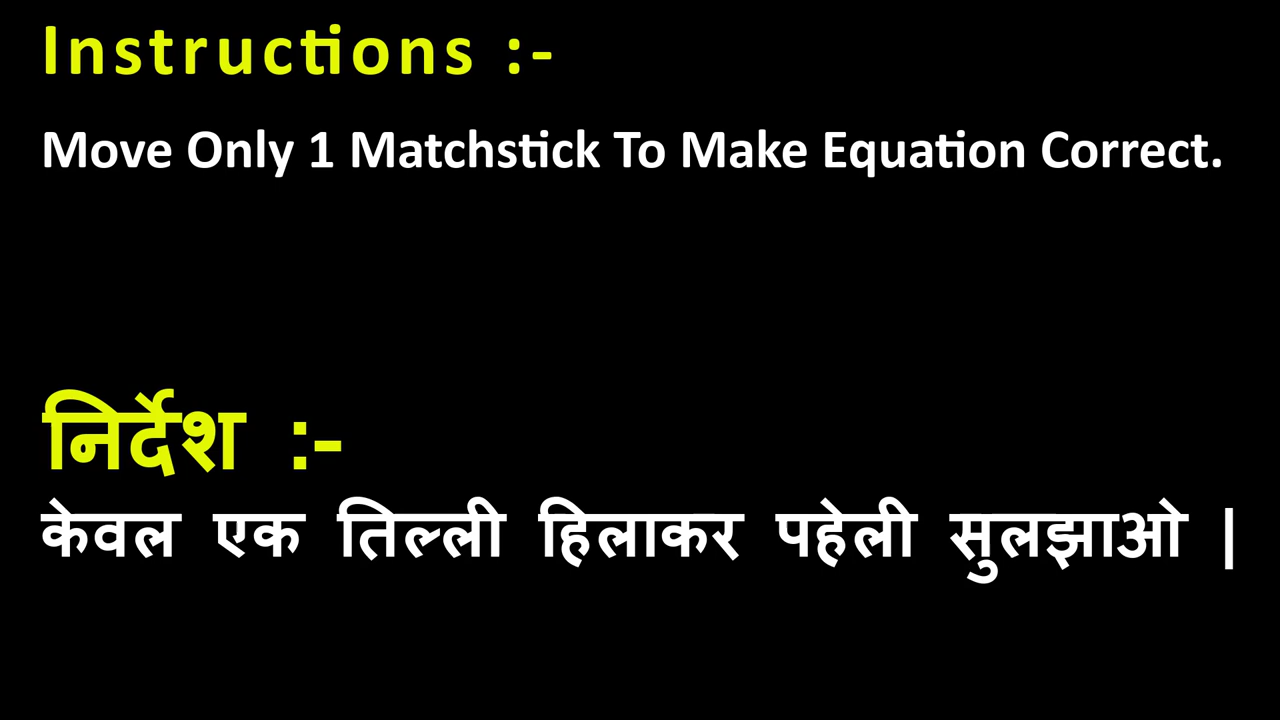 Instructions :-
Move Only 1 Matchstick To Make Equation Correct.
निर्देश :-
केवल एक तिल्ली हिलाकर पहेली सुलझाओ |